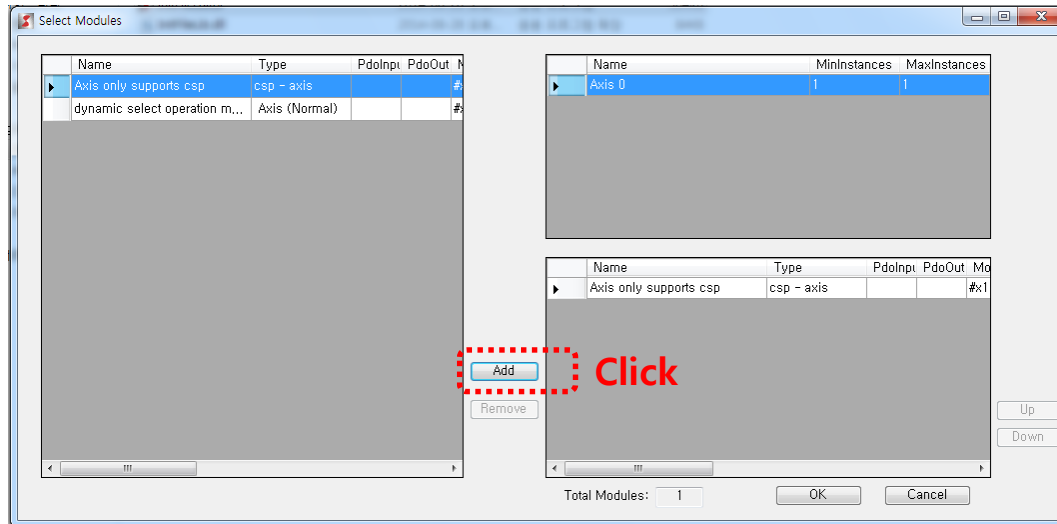 Select Modules
Name Type PdoInpu PdoOut M
Axis only supports csp csp - axis #x
dynamic select operation m... Axis (Normal) #x
Name MinInstances MaxInstances
Axis 0 1 1
Name Type PdoInpu PdoOut Mo
Axis only supports csp csp - axis #x1
Add
Click
Remove
Up
Down
Total Modules: 1
OK
Cancel